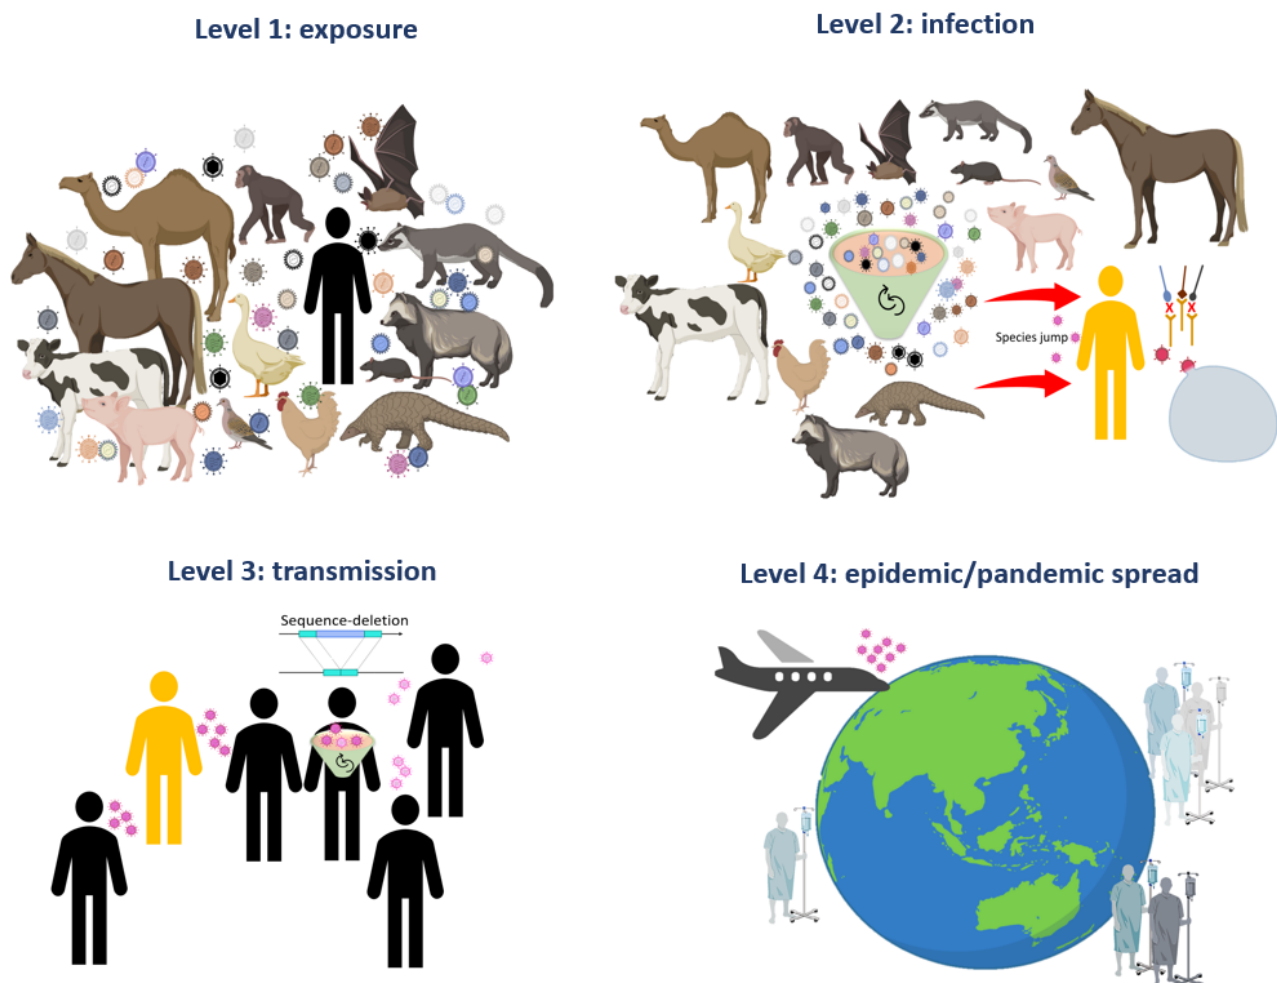 Level 1: exposure
Level 2: infection
Species jump
X
X
Level 3: transmission
Sequence-deletion
Level 4: epidemic/pandemic spread